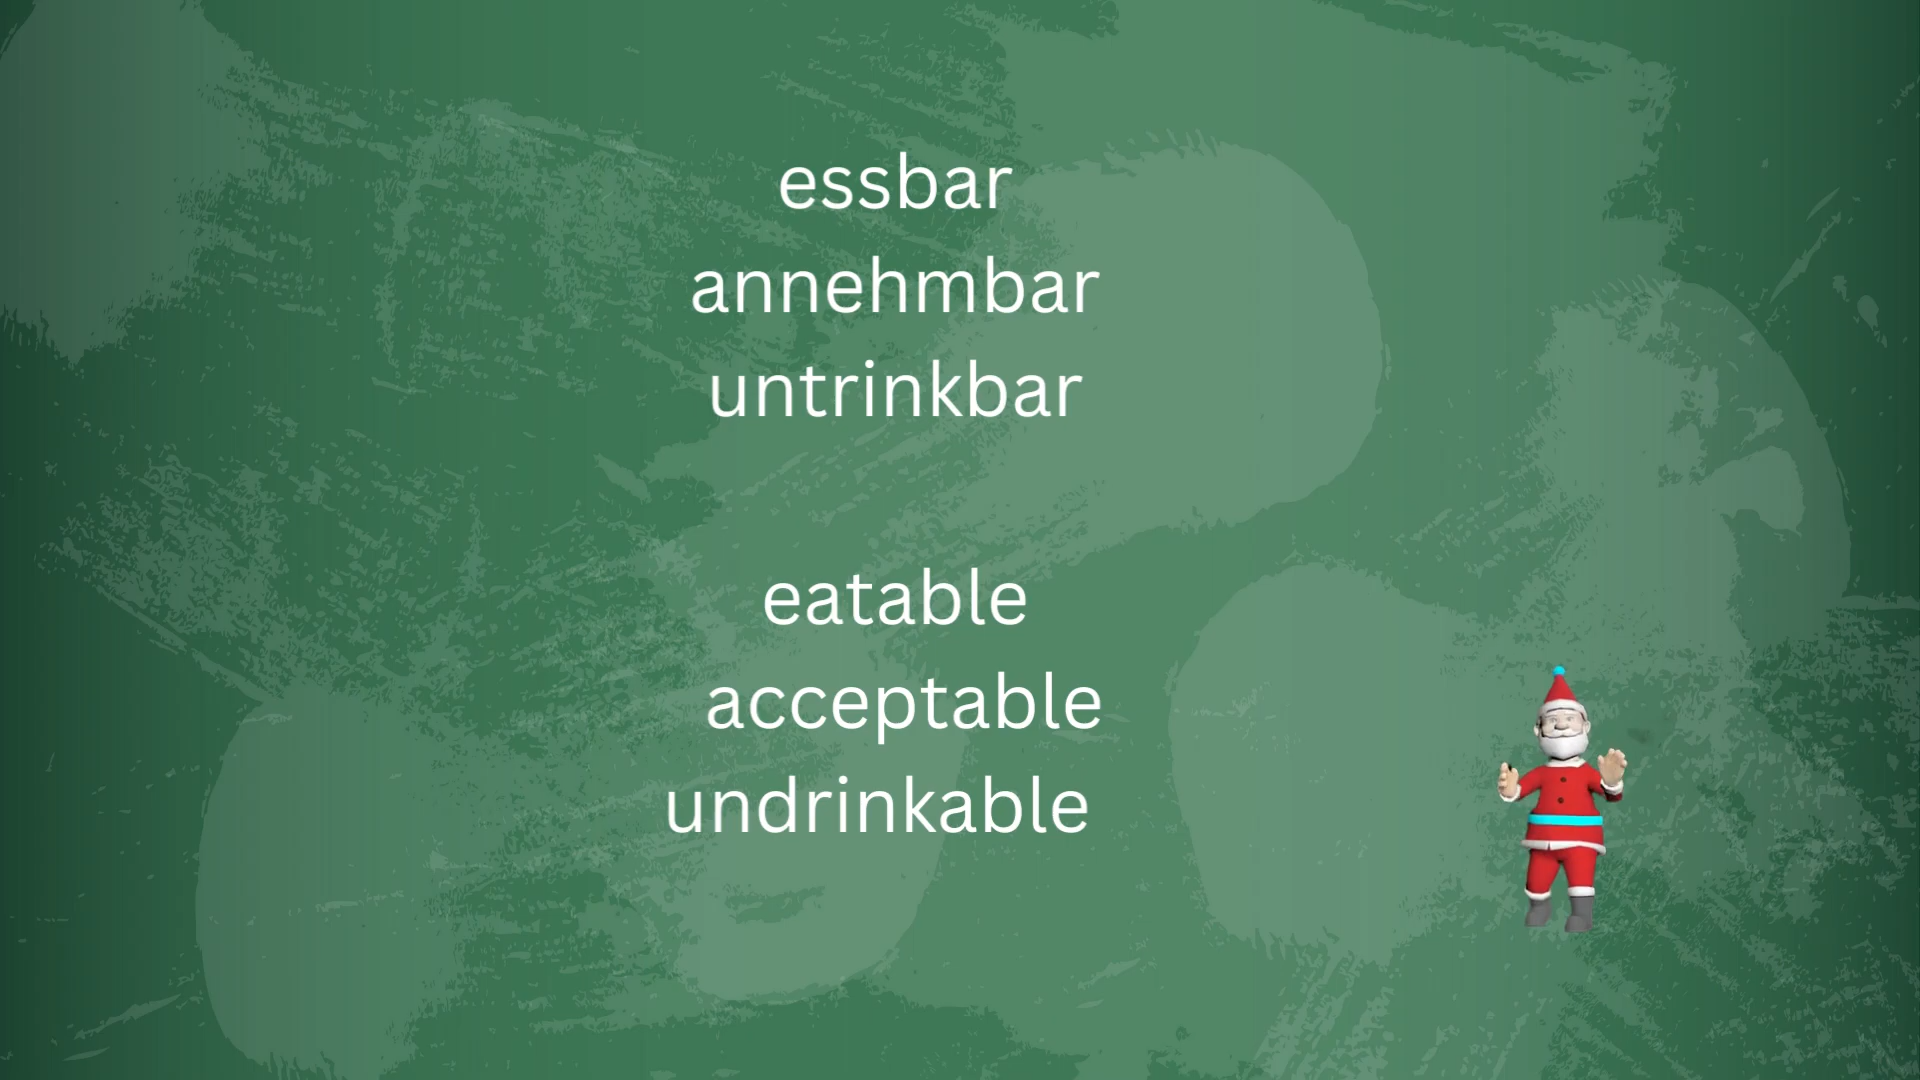 essbar
annehmbar
untrinkbar
eatable
acceptable
undrinkable